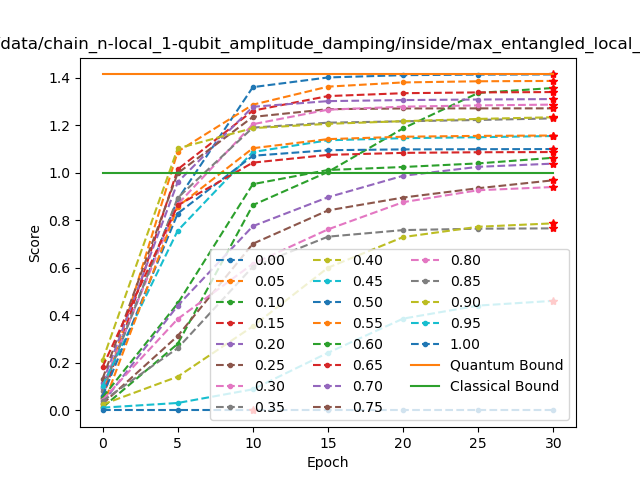 /data/chain_n-local_1-qubit_amplitude_damping/inside/max_entangled_local_
1.4
1.2
1.0
0.8
0.6
0.4
0.2
0.0
Score
0.00 0.40 0.80
0.05 0.45 0.85
0.10 0.50 0.90
0.15 0.55 0.95
0.20 0.60 1.00
0.25 0.65 Quantum Bound
0.30 0.70 Classical Bound
0.35 0.75
0 5 10 15 20 25 30
Epoch